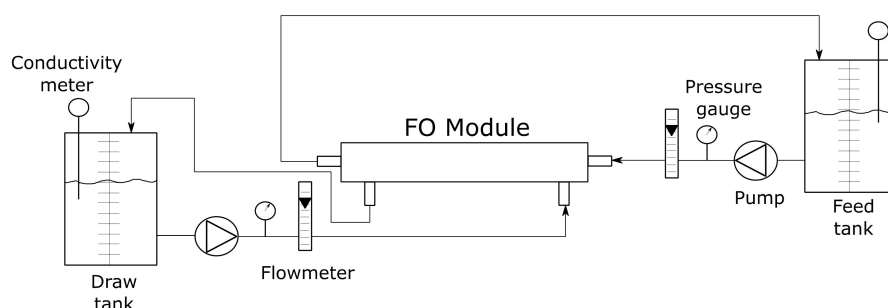 Conductivity
meter
Pressure
gauge
FO Module
Pump
Feed
tank
Flowmeter
Draw
tank